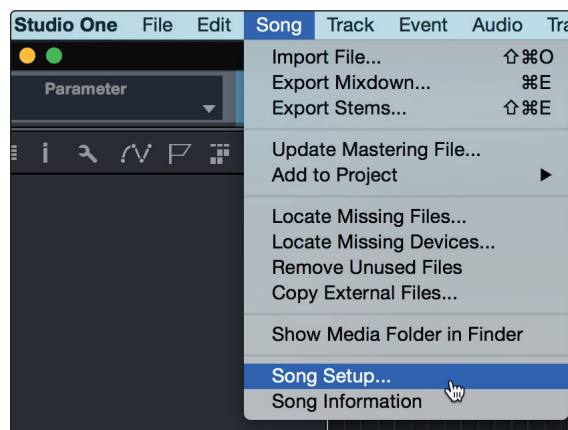 Studio One File Edit Song Track Event Audio
Parameter
Import File... ⇧⌘O
Export Mixdown... ⌘E
Export Stems... ⇧⌘E
Update Mastering File...
Add to Project
Locate Missing Files...
Locate Missing Devices...
Remove Unused Files
Copy External Files...
Show Media Folder in Finder
Song Setup...
Song Information